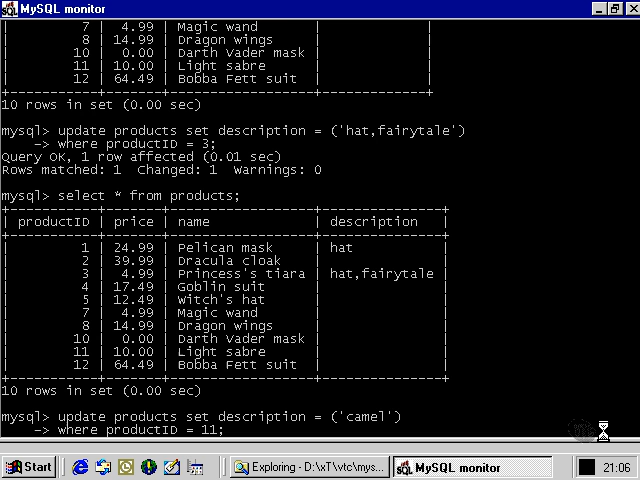 MySQL monitor
| 7 | 4.99 | Magic wand | |
| 8 | 14.99 | Dragon wings | |
| 10 | 0.00 | Darth Vader mask | |
| 11 | 10.00 | Light sabre | |
| 12 | 64.49 | Bobba Fett suit | |
+-----------+-------+------------------+-------------+
10 rows in set (0.00 sec)
mysql> update products set description = ('hat,fairytale')
-> where productID = 3;
Query OK, 1 row affected (0.01 sec)
Rows matched: 1 Changed: 1 Warnings: 0
mysql> select * from products;
+-----------+-------+------------------+---------------+
| productID | price | name | description |
+-----------+-------+------------------+---------------+
| 1 | 24.99 | Pelican mask | hat |
| 2 | 39.99 | Dracula cloak | |
| 3 | 4.99 | Princess's tiara | hat,fairytale |
| 4 | 17.49 | Goblin suit | |
| 5 | 12.49 | Witch's hat | |
| 7 | 4.99 | Magic wand | |
| 8 | 14.99 | Dragon wings | |
| 10 | 0.00 | Darth Vader mask | |
| 11 | 10.00 | Light sabre | |
| 12 | 64.49 | Bobba Fett suit | |
+-----------+-------+------------------+---------------+
10 rows in set (0.00 sec)
mysql> update products set description = ('camel')
-> where productID = 11;
Start
Exploring - D:\xT\vtc\mys...
MySQL monitor
21:06